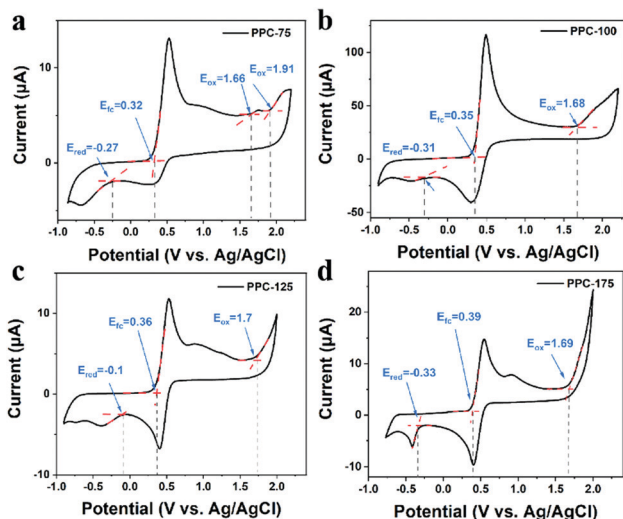 a
PPC-75
E_ox=1.66
E_ox=1.91
E_fc=0.32
E_red=-0.27
Current (μA)
10
5
0
-5
-1.0 -0.5 0.0 0.5 1.0 1.5 2.0
Potential (V vs. Ag/AgCl)
b
PPC-100
E_fc=0.35
E_ox=1.68
E_red=-0.31
Current (μA)
100
50
0
-50
-1.0 -0.5 0.0 0.5 1.0 1.5 2.0
Potential (V vs. Ag/AgCl)
c
PPC-125
E_fc=0.36
E_ox=1.7
E_red=-0.1
Current (μA)
10
5
0
-5
-10
-1.0 -0.5 0.0 0.5 1.0 1.5 2.0
Potential (V vs. Ag/AgCl)
d
PPC-175
E_fc=0.39
E_ox=1.69
E_red=-0.33
Current (μA)
20
10
0
-10
-1.0 -0.5 0.0 0.5 1.0 1.5 2.0
Potential (V vs. Ag/AgCl)